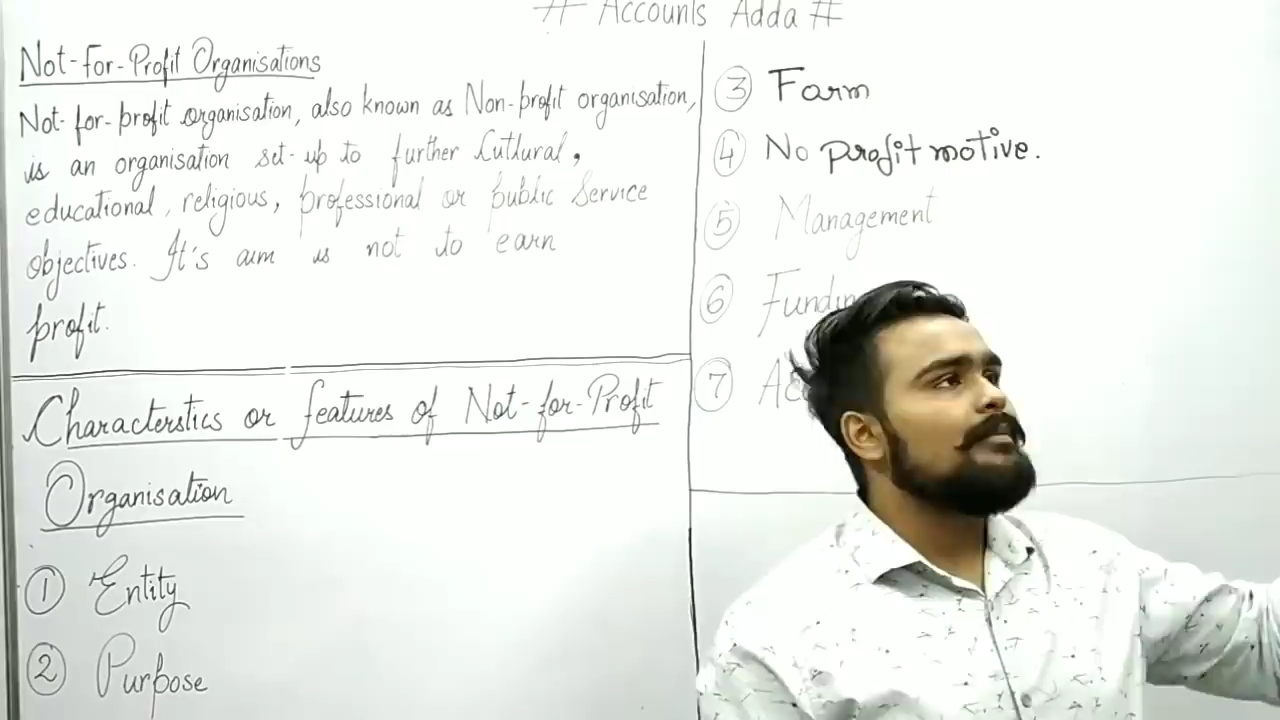 # Accounts Adda #
Not-For-Profit Organisations
Not-for-profit organisation, also known as Non-profit organisation,
is an organisation set-up to further Cutlural,
educational, religious, professional or public Service
objectives. It's aim is not to earn
profit.
Characterstics or features of Not-for-Profit
Organisation
① Entity
② Purpose
③ Form
④ No profit motive.
⑤ Management
⑥
⑦